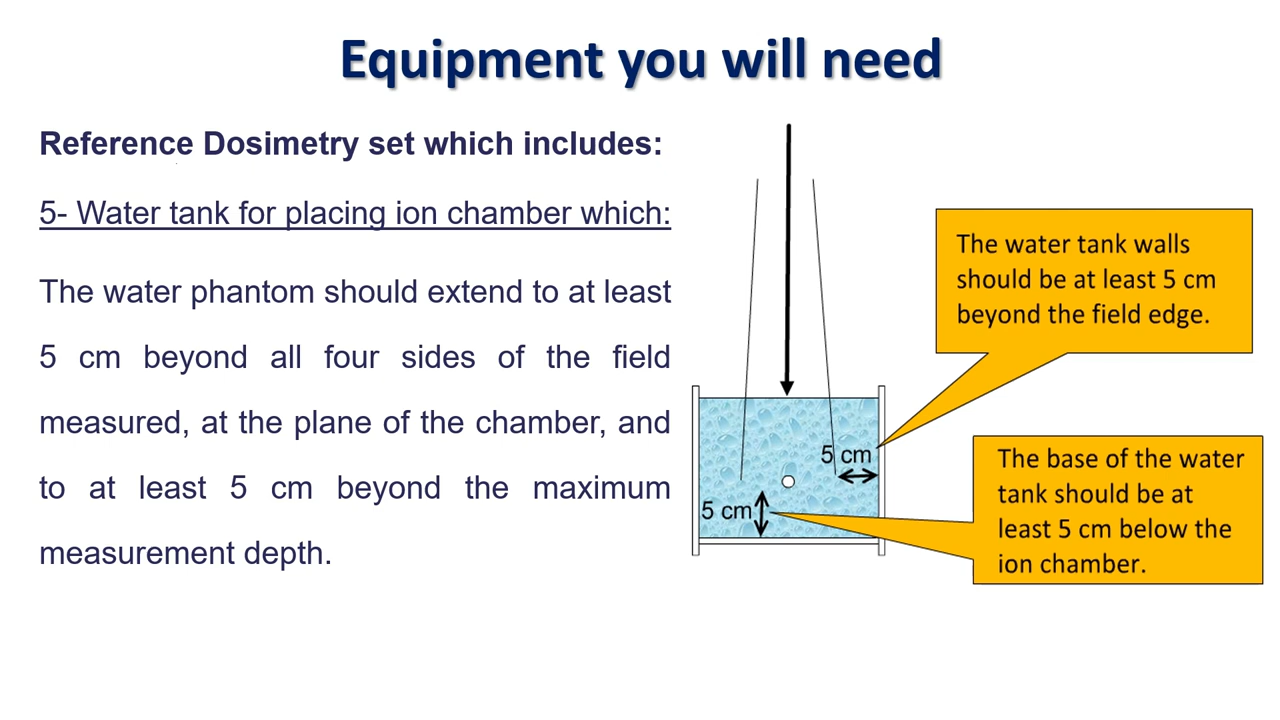 Equipment you will need
Reference Dosimetry set which includes:
5- Water tank for placing ion chamber which:
The water phantom should extend to at least
5 cm beyond all four sides of the field
measured, at the plane of the chamber, and
to at least 5 cm beyond the maximum
measurement depth.
The water tank walls
should be at least 5 cm
beyond the field edge.
5 cm
5 cm
The base of the water
tank should be at
least 5 cm below the
ion chamber.